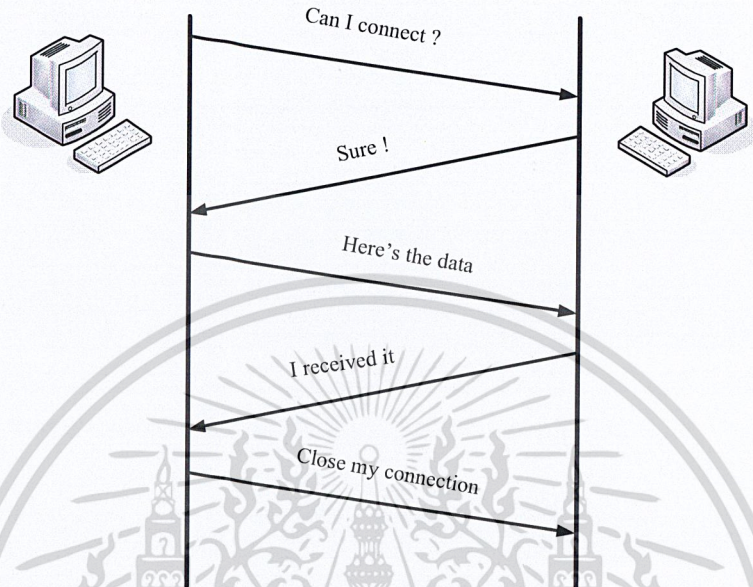 Can I connect ?
Sure !
Here's the data
I received it
Close my connection